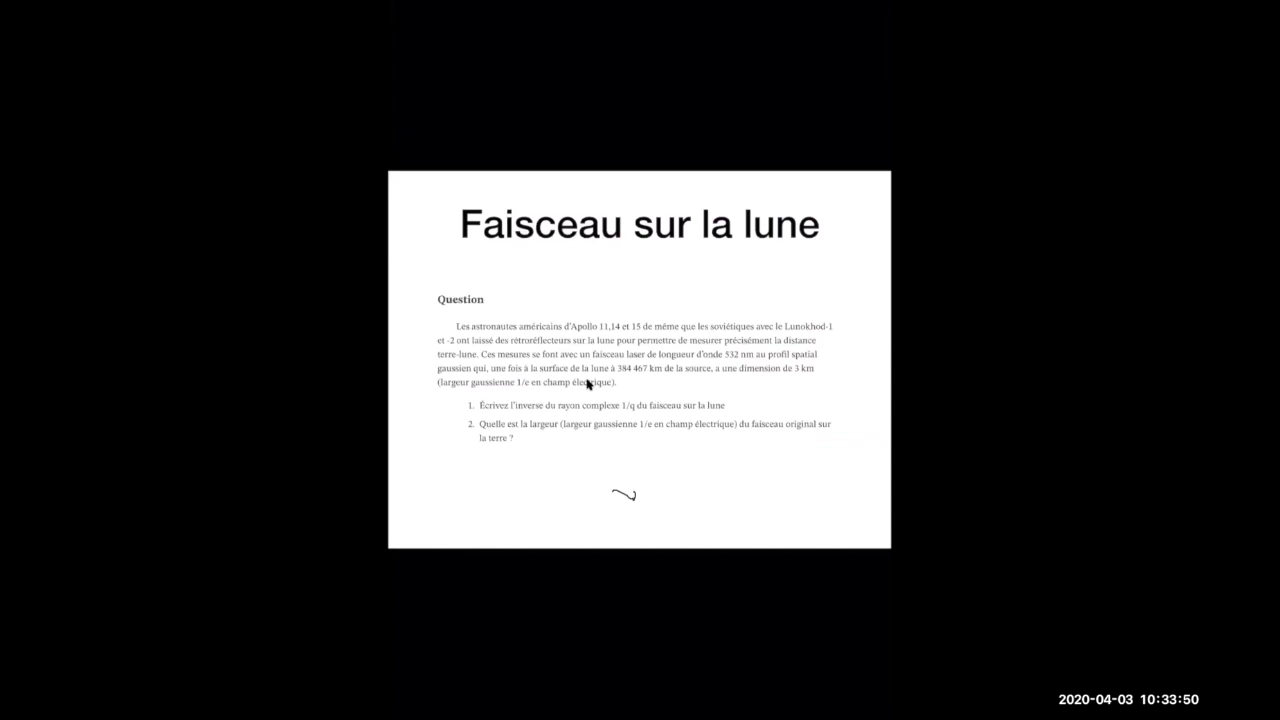 Faisceau sur la lune
Question
Les astronautes américains d'Apollo 11,14 et 15 de même que les soviétiques avec le Lunokhod-1
et -2 ont laissé des rétroréflecteurs sur la lune pour permettre de mesurer précisément la distance
terre-lune. Ces mesures se font avec un faisceau laser de longueur d'onde 532 nm au profil spatial
gaussien qui, une fois à la surface de la lune à 384 467 km de la source, a une dimension de 3 km
(largeur gaussienne 1/e en champ électrique).
1. Écrivez l'inverse du rayon complexe 1/q du faisceau sur la lune
2. Quelle est la largeur (largeur gaussienne 1/e en champ électrique) du faisceau original sur
la terre ?
2020-04-03 10:33:50